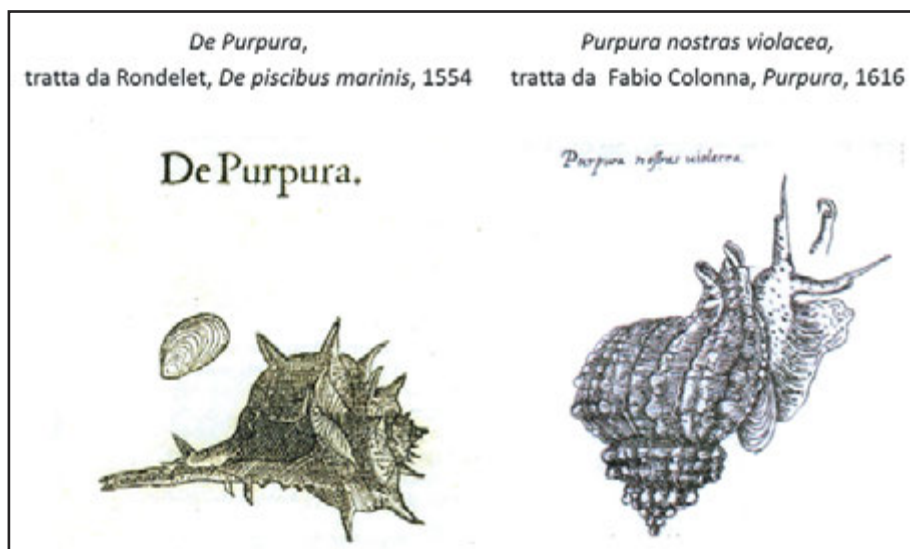 De Purpura,
tratta da Rondelet, De piscibus marinis, 1554
Purpura nostras violacea,
tratta da Fabio Colonna, Purpura, 1616
De Purpura.
Purpura nostras uiolacea.